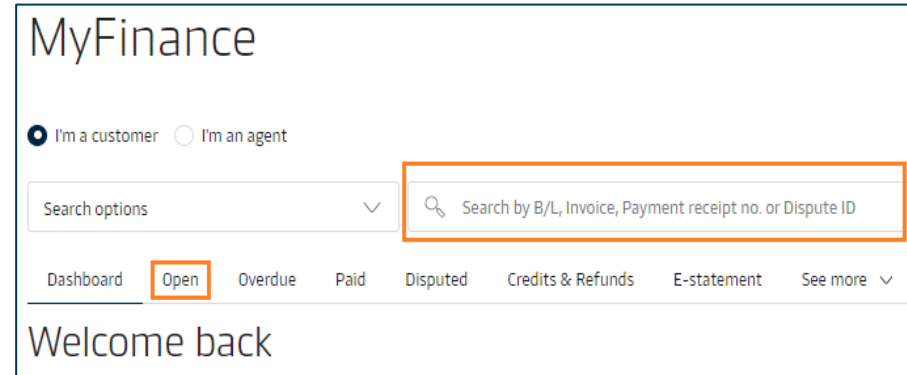 MyFinance
I'm a customer I'm an agent
Search options Search by B/L, Invoice, Payment receipt no. or Dispute ID
Dashboard Open Overdue Paid Disputed Credits & Refunds E-statement See more
Welcome back